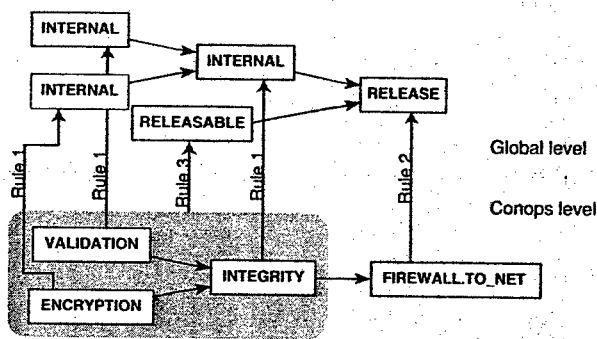 INTERNAL
INTERNAL
INTERNAL
RELEASE
RELEASABLE
Rule 1
Rule 1
Rule 3
Rule 1
Rule 2
Global level
Conops level
VALIDATION
INTEGRITY
FIREWALL.TO_NET
ENCRYPTION